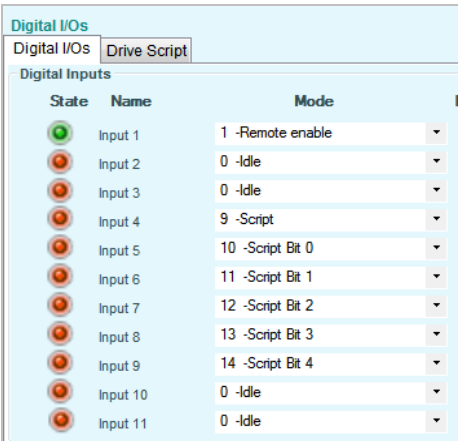 Digital I/Os
Digital I/Os Drive Script
Digital Inputs
State Name Mode
Input 1 1 -Remote enable
Input 2 0 -Idle
Input 3 0 -Idle
Input 4 9 -Script
Input 5 10 -Script Bit 0
Input 6 11 -Script Bit 1
Input 7 12 -Script Bit 2
Input 8 13 -Script Bit 3
Input 9 14 -Script Bit 4
Input 10 0 -Idle
Input 11 0 -Idle